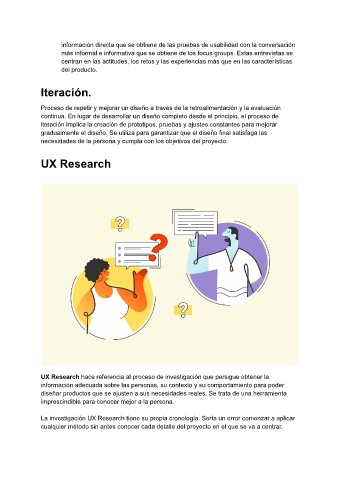 información directa que se obtiene de las pruebas de usabilidad con la conversación
más informal e informativa que se obtiene de los focus groups. Estas entrevistas se
centran en las actitudes, los retos y las experiencias más que en las características
del producto.
Iteración.
Proceso de repetir y mejorar un diseño a través de la retroalimentación y la evaluación
continua. En lugar de desarrollar un diseño completo desde el principio, el proceso de
iteración implica la creación de prototipos, pruebas y ajustes constantes para mejorar
gradualmente el diseño. Se utiliza para garantizar que el diseño final satisfaga las
necesidades de la persona y cumpla con los objetivos del proyecto.
UX Research
?
?
?
UX Research hace referencia al proceso de investigación que persigue obtener la
información adecuada sobre las personas, su contexto y su comportamiento para poder
diseñar productos que se ajusten a sus necesidades reales. Se trata de una herramienta
imprescindible para conocer mejor a la persona.
La investigación UX Research tiene su propia cronología. Sería un error comenzar a aplicar
cualquier método sin antes conocer cada detalle del proyecto en el que se va a centrar.